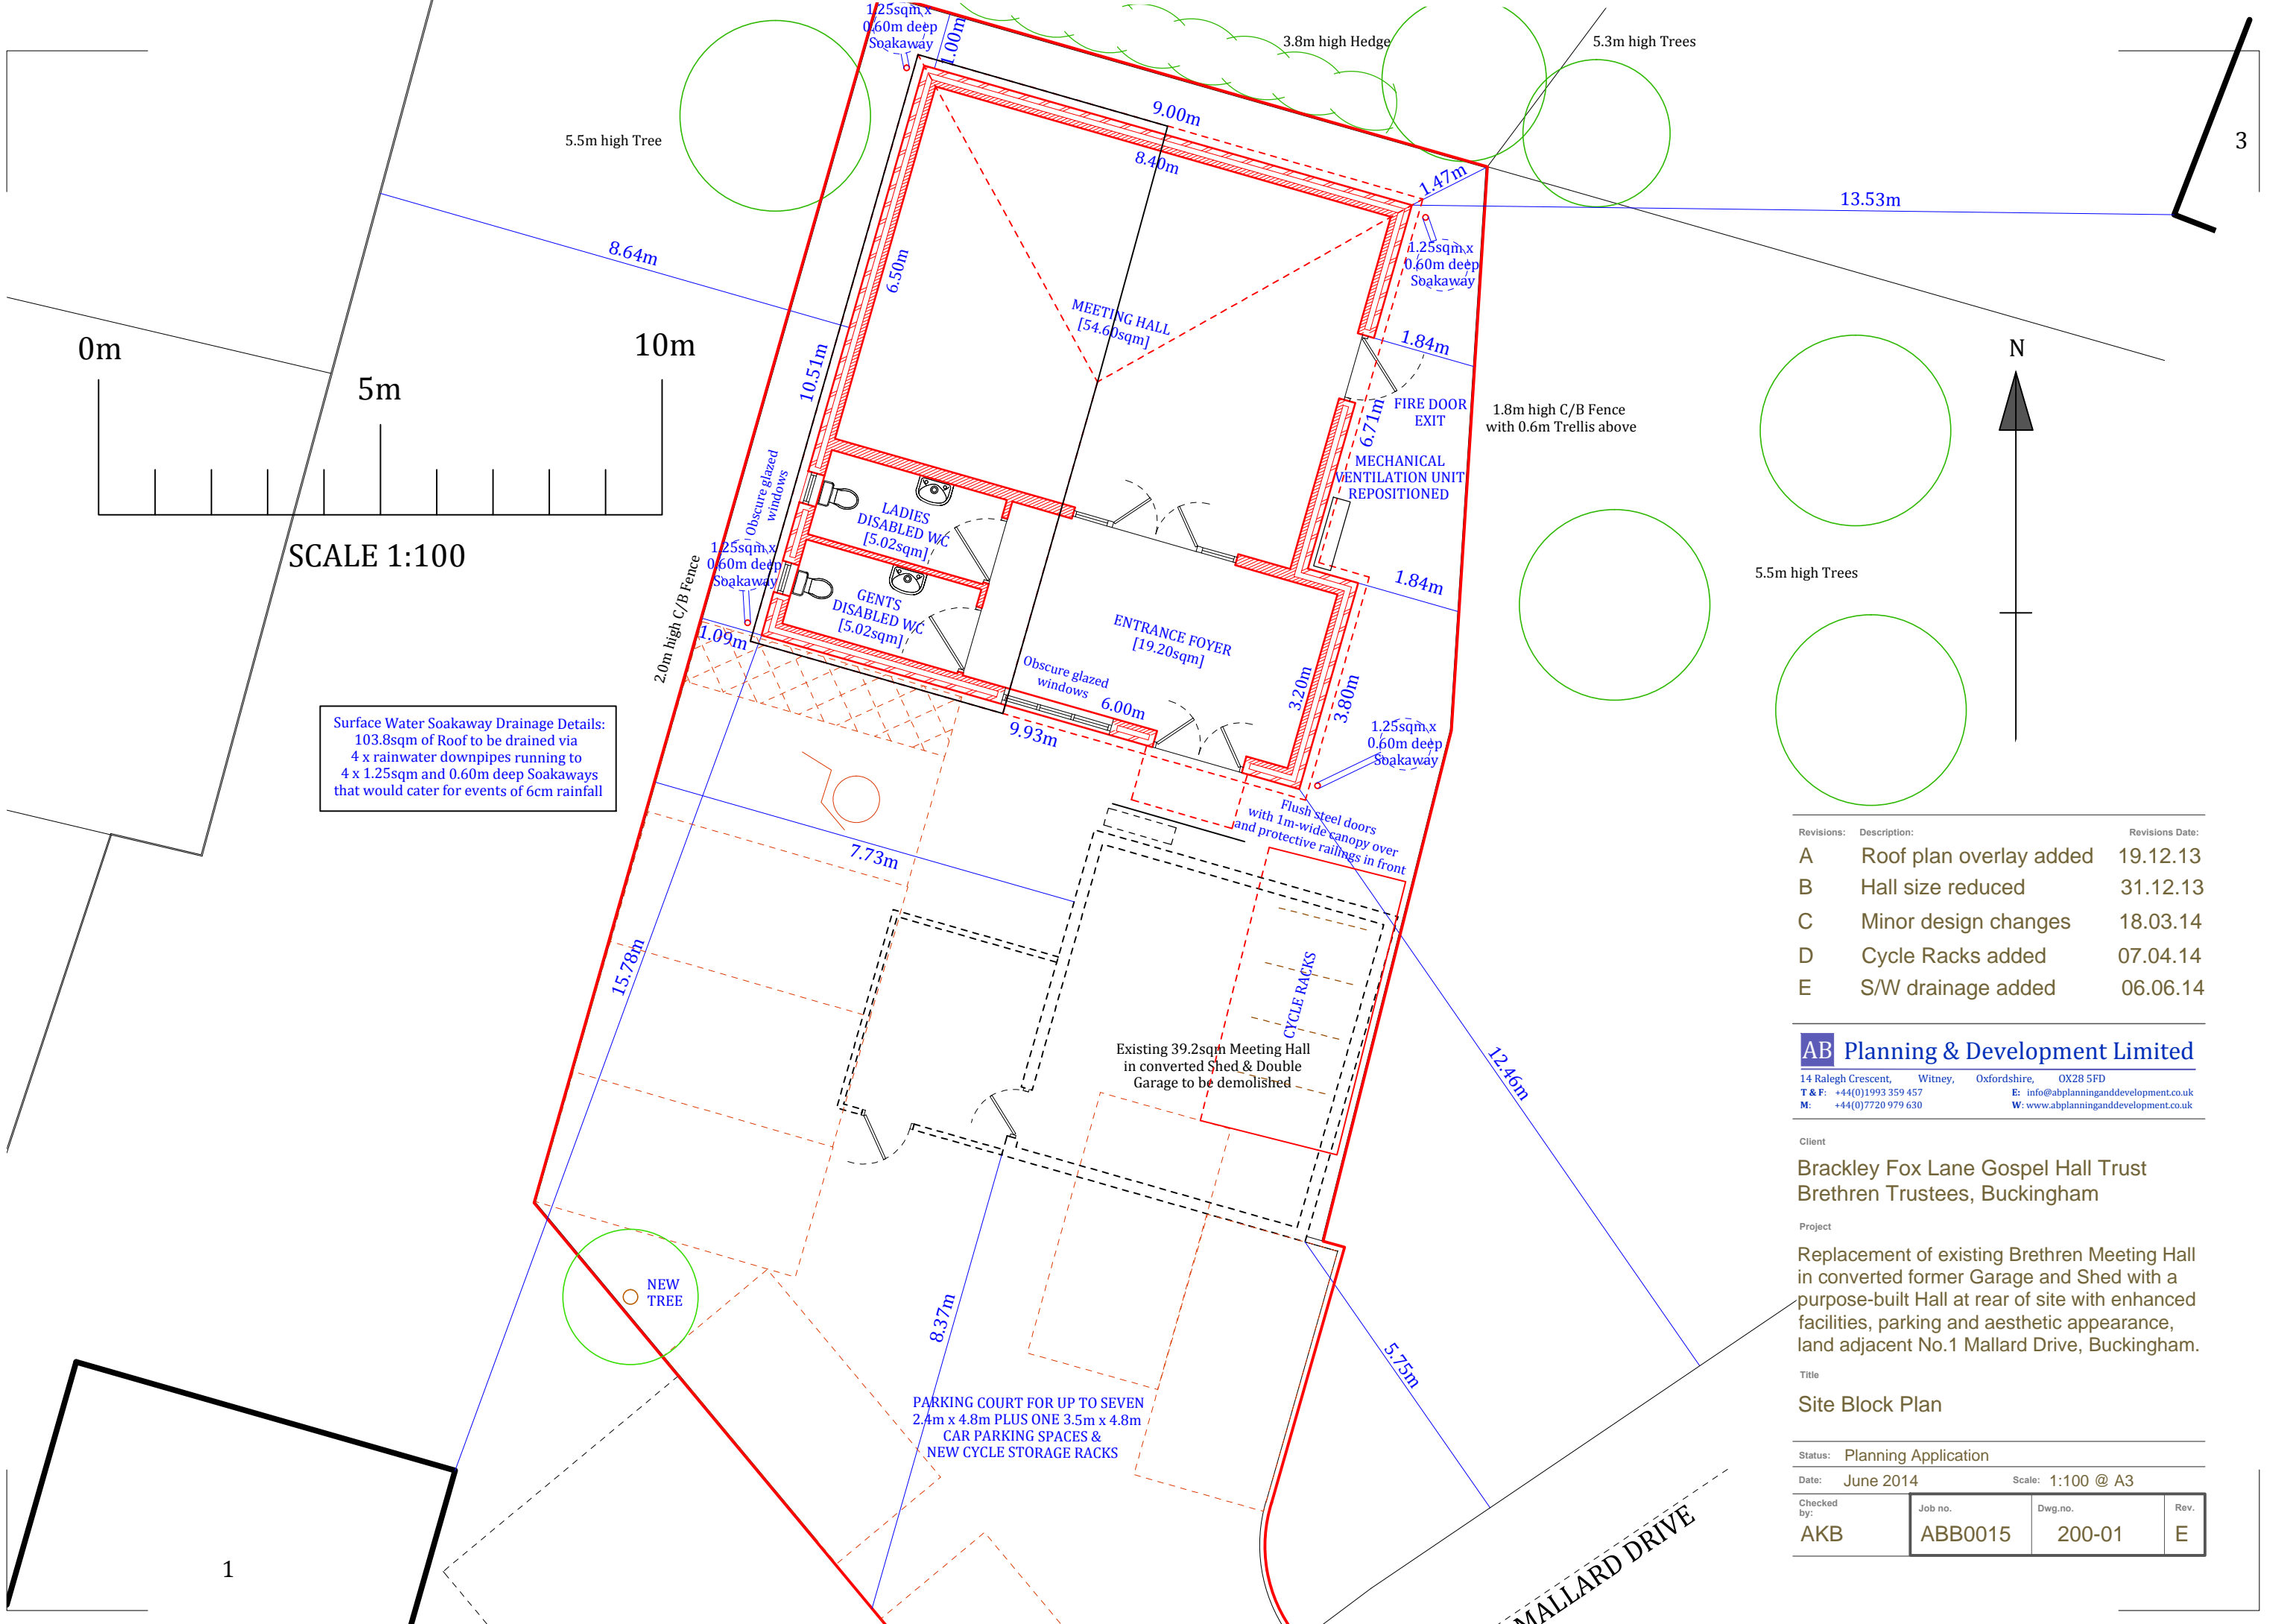 1.25sqm x
0.60m deep
Soakaway
1.00m
3.8m high Hedge
5.3m high Trees
3
5.5m high Tree
9.00m
8.40m
1.47m
13.53m
8.64m
6.50m
MEETING HALL
[54.60sqm]
1.25sqm x
0.60m deep
Soakaway
1.84m
0m
5m
10m
SCALE 1:100
10.51m
FIRE DOOR
EXIT
6.71m
1.8m high C/B Fence
with 0.6m Trellis above
N
MECHANICAL
VENTILATION UNIT
REPOSITIONED
Obscure glazed
windows
LADIES
DISABLED WC
[5.02sqm]
1.25sqm x
0.60m deep
Soakaway
2.0m high C/B Fence
GENTS
DISABLED WC
[5.02sqm]
1.84m
5.5m high Trees
1.09m
ENTRANCE FOYER
[19.20sqm]
Obscure glazed
windows
6.00m
3.20m
3.80m
9.93m
1.25sqm x
0.60m deep
Soakaway
Surface Water Soakaway Drainage Details:
103.8sqm of Roof to be drained via
4 x rainwater downpipes running to
4 x 1.25sqm and 0.60m deep Soakaways
that would cater for events of 6cm rainfall
Flush steel doors
with 1m-wide canopy over
and protective railings in front
7.73m
15.78m
CYCLE RACKS
Existing 39.2sqm Meeting Hall
in converted Shed & Double
Garage to be demolished
12.46m
NEW
TREE
8.37m
5.75m
PARKING COURT FOR UP TO SEVEN
2.4m x 4.8m PLUS ONE 3.5m x 4.8m
CAR PARKING SPACES &
NEW CYCLE STORAGE RACKS
1
MALLARD DRIVE
Revisions: Description: Revisions Date:
A Roof plan overlay added 19.12.13
B Hall size reduced 31.12.13
C Minor design changes 18.03.14
D Cycle Racks added 07.04.14
E S/W drainage added 06.06.14
AB Planning & Development Limited
14 Ralegh Crescent, Witney, Oxfordshire, OX28 5FD
T & F: +44(0)1993 359 457 E: info@abplanninganddevelopment.co.uk
M: +44(0)7720 979 630 W: www.abplanninganddevelopment.co.uk
Client
Brackley Fox Lane Gospel Hall Trust
Brethren Trustees, Buckingham
Project
Replacement of existing Brethren Meeting Hall
in converted former Garage and Shed with a
purpose-built Hall at rear of site with enhanced
facilities, parking and aesthetic appearance,
land adjacent No.1 Mallard Drive, Buckingham.
Title
Site Block Plan
Status: Planning Application
Date: June 2014 Scale: 1:100 @ A3
Checked
by:
AKB
Job no.
ABB0015
Dwg.no.
200-01
Rev.
E